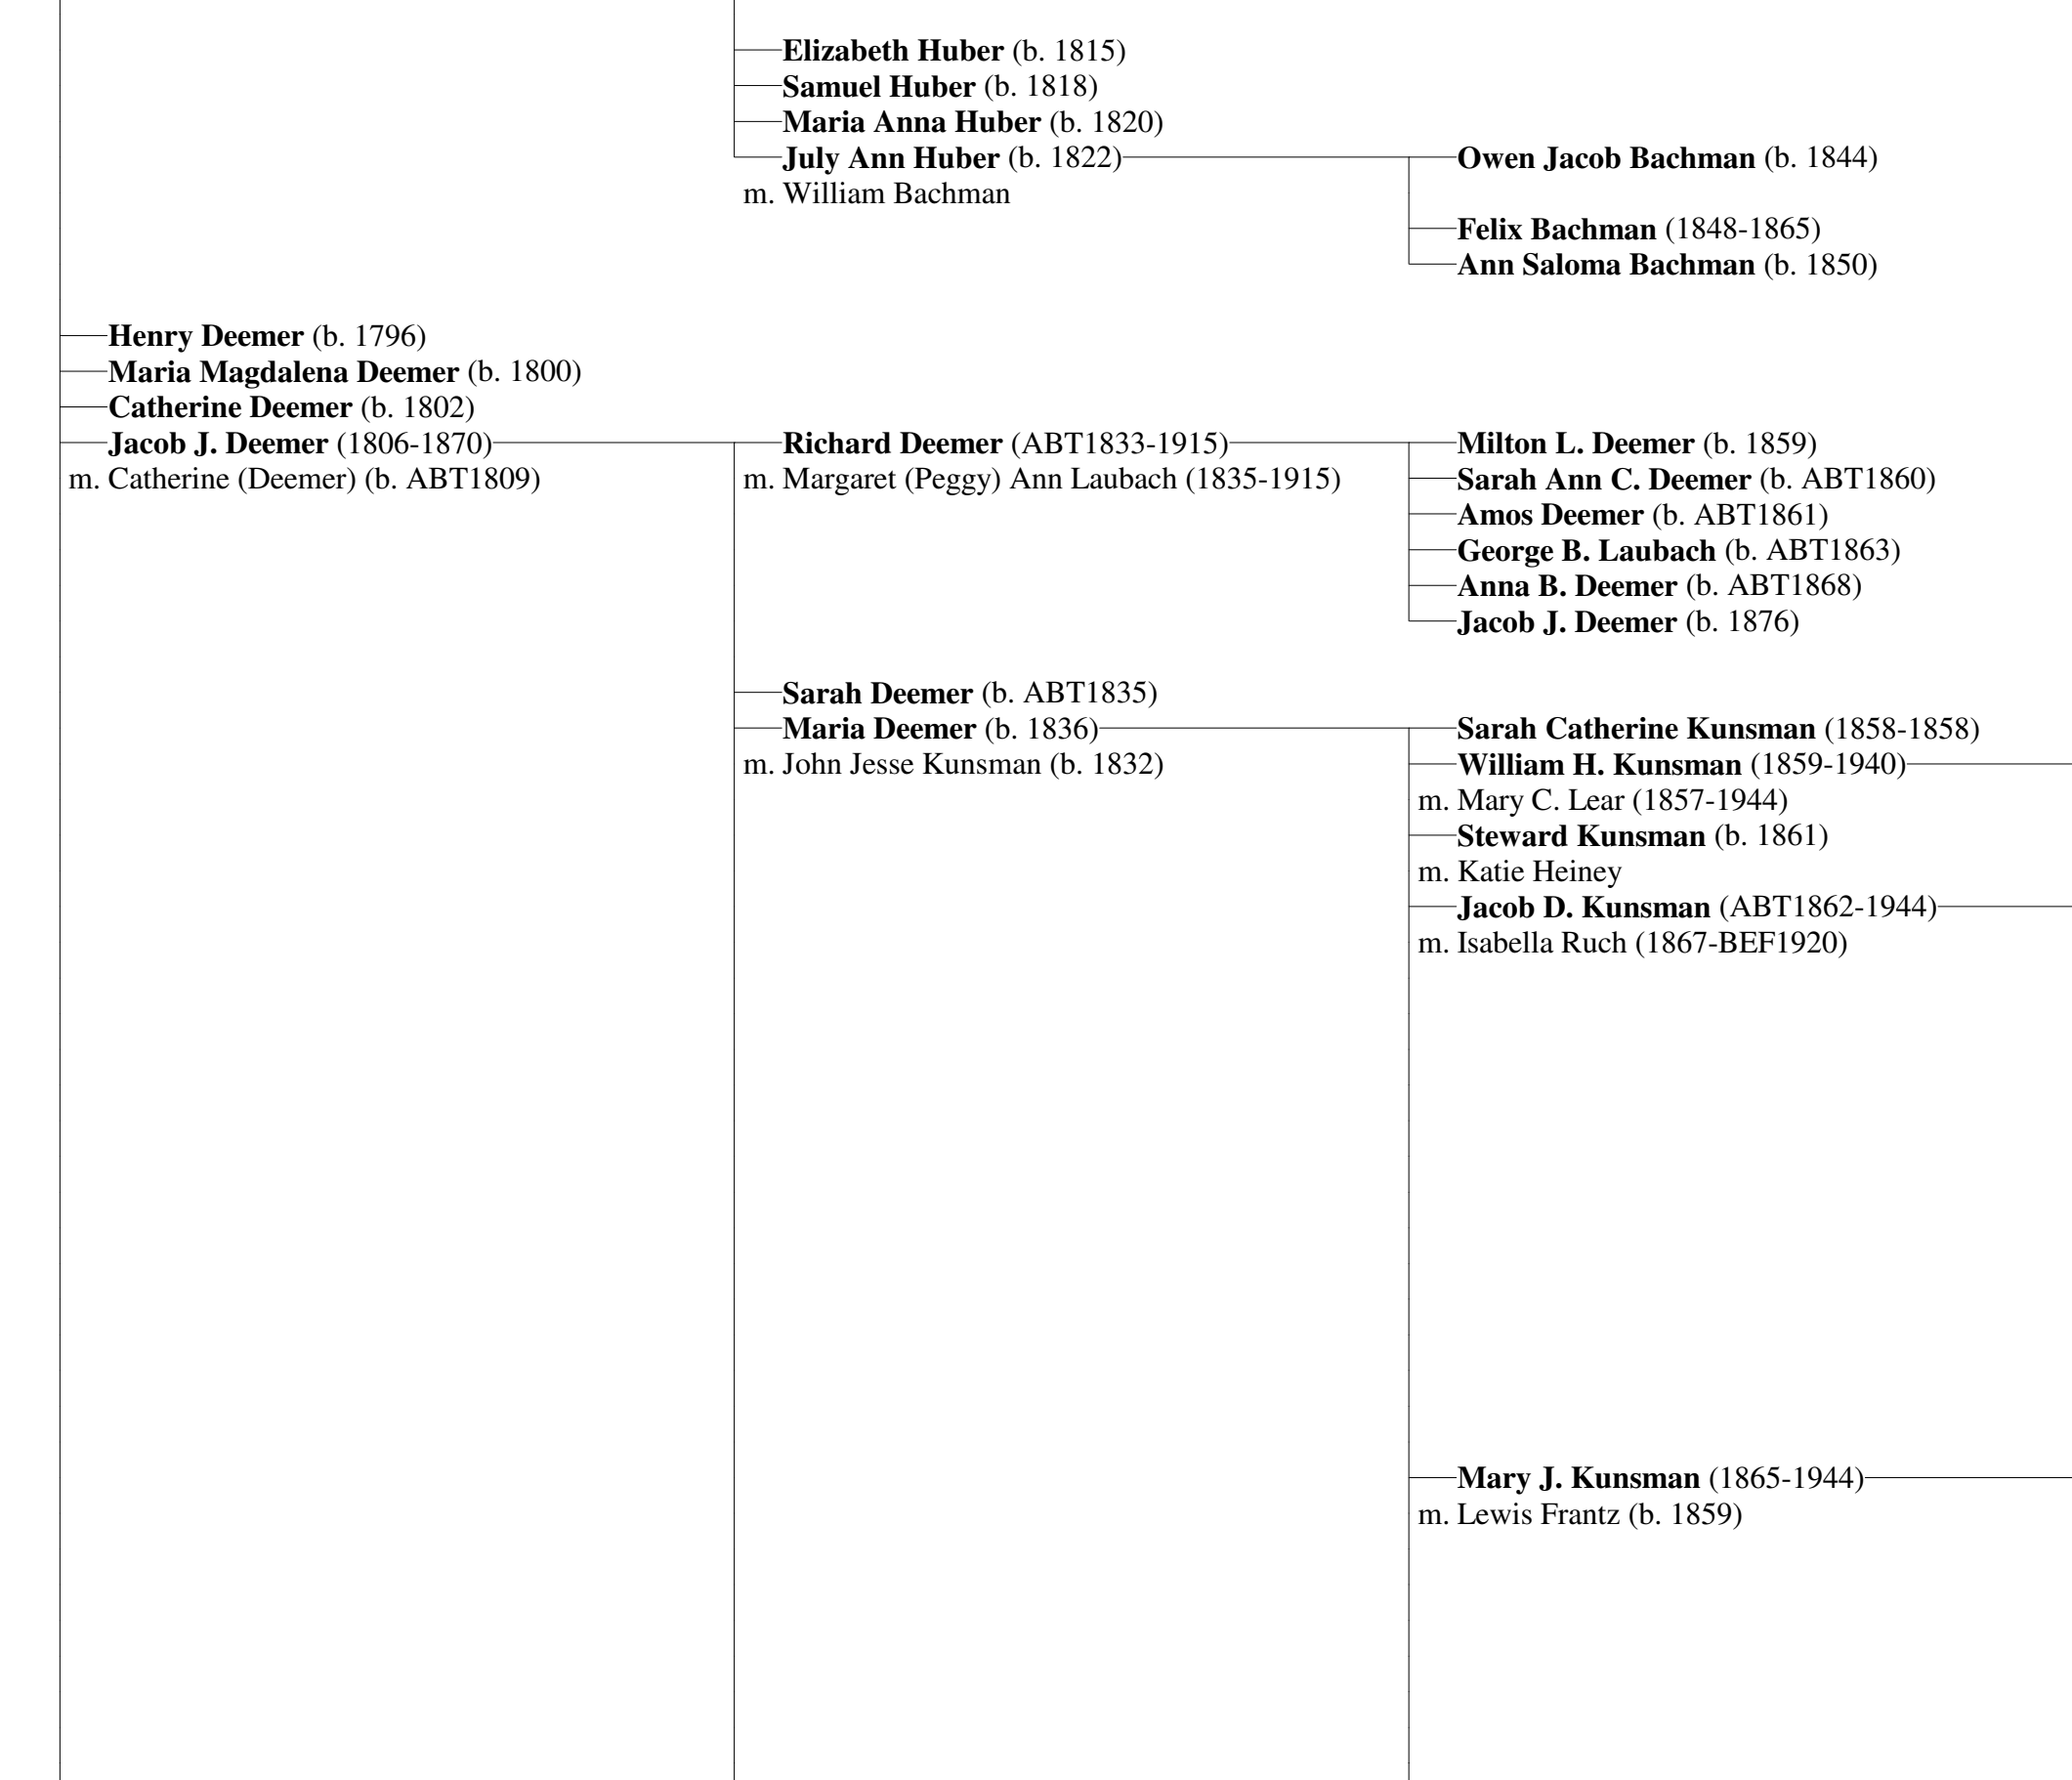 Elizabeth Huber (b. 1815)
Samuel Huber (b. 1818)
Maria Anna Huber (b. 1820)
July Ann Huber (b. 1822)
m. William Bachman
Owen Jacob Bachman (b. 1844)
Felix Bachman (1848-1865)
Ann Saloma Bachman (b. 1850)
Henry Deemer (b. 1796)
Maria Magdalena Deemer (b. 1800)
Catherine Deemer (b. 1802)
Jacob J. Deemer (1806-1870)
m. Catherine (Deemer) (b. ABT1809)
Richard Deemer (ABT1833-1915)
m. Margaret (Peggy) Ann Laubach (1835-1915)
Milton L. Deemer (b. 1859)
Sarah Ann C. Deemer (b. ABT1860)
Amos Deemer (b. ABT1861)
George B. Laubach (b. ABT1863)
Anna B. Deemer (b. ABT1868)
Jacob J. Deemer (b. 1876)
Sarah Deemer (b. ABT1835)
Maria Deemer (b. 1836)
m. John Jesse Kunsman (b. 1832)
Sarah Catherine Kunsman (1858-1858)
William H. Kunsman (1859-1940)
m. Mary C. Lear (1857-1944)
Steward Kunsman (b. 1861)
m. Katie Heiney
Jacob D. Kunsman (ABT1862-1944)
m. Isabella Ruch (1867-BEF1920)
Mary J. Kunsman (1865-1944)
m. Lewis Frantz (b. 1859)